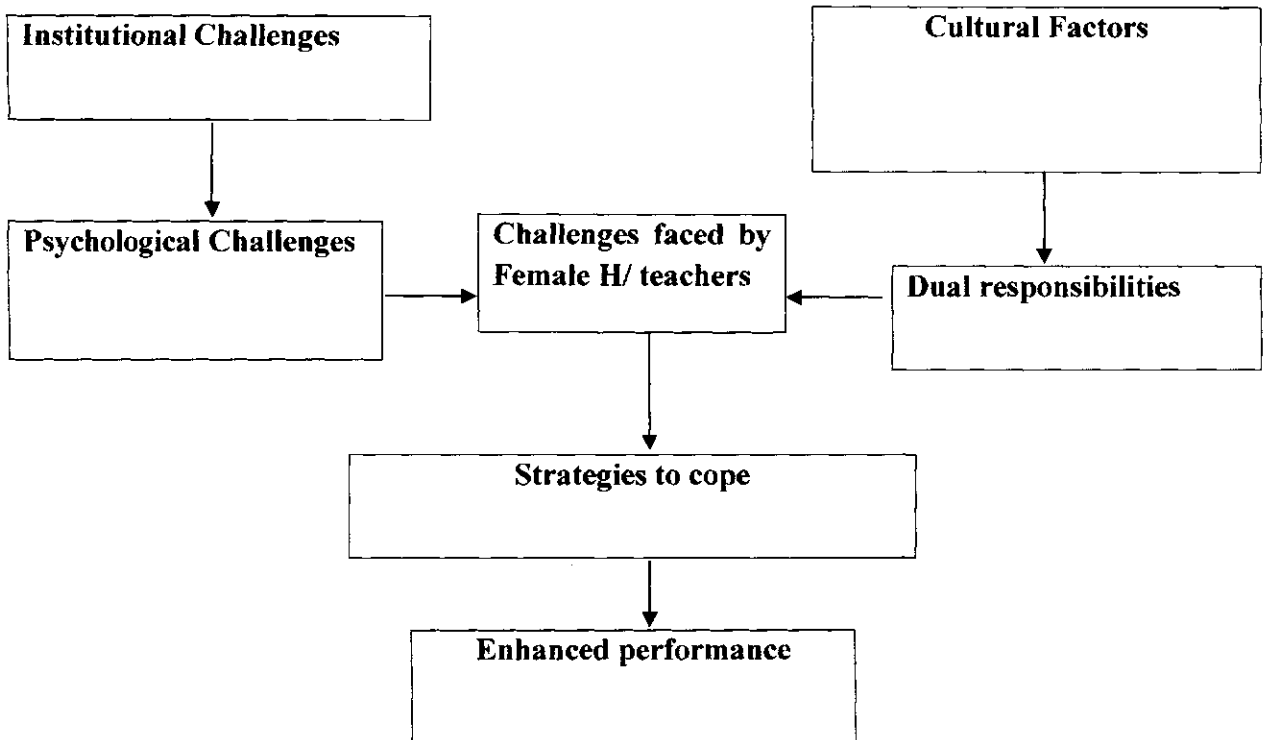 Institutional Challenges
Cultural Factors
Psychological Challenges
Challenges faced by
Female H/ teachers
Dual responsibilities
Strategies to cope
Enhanced performance